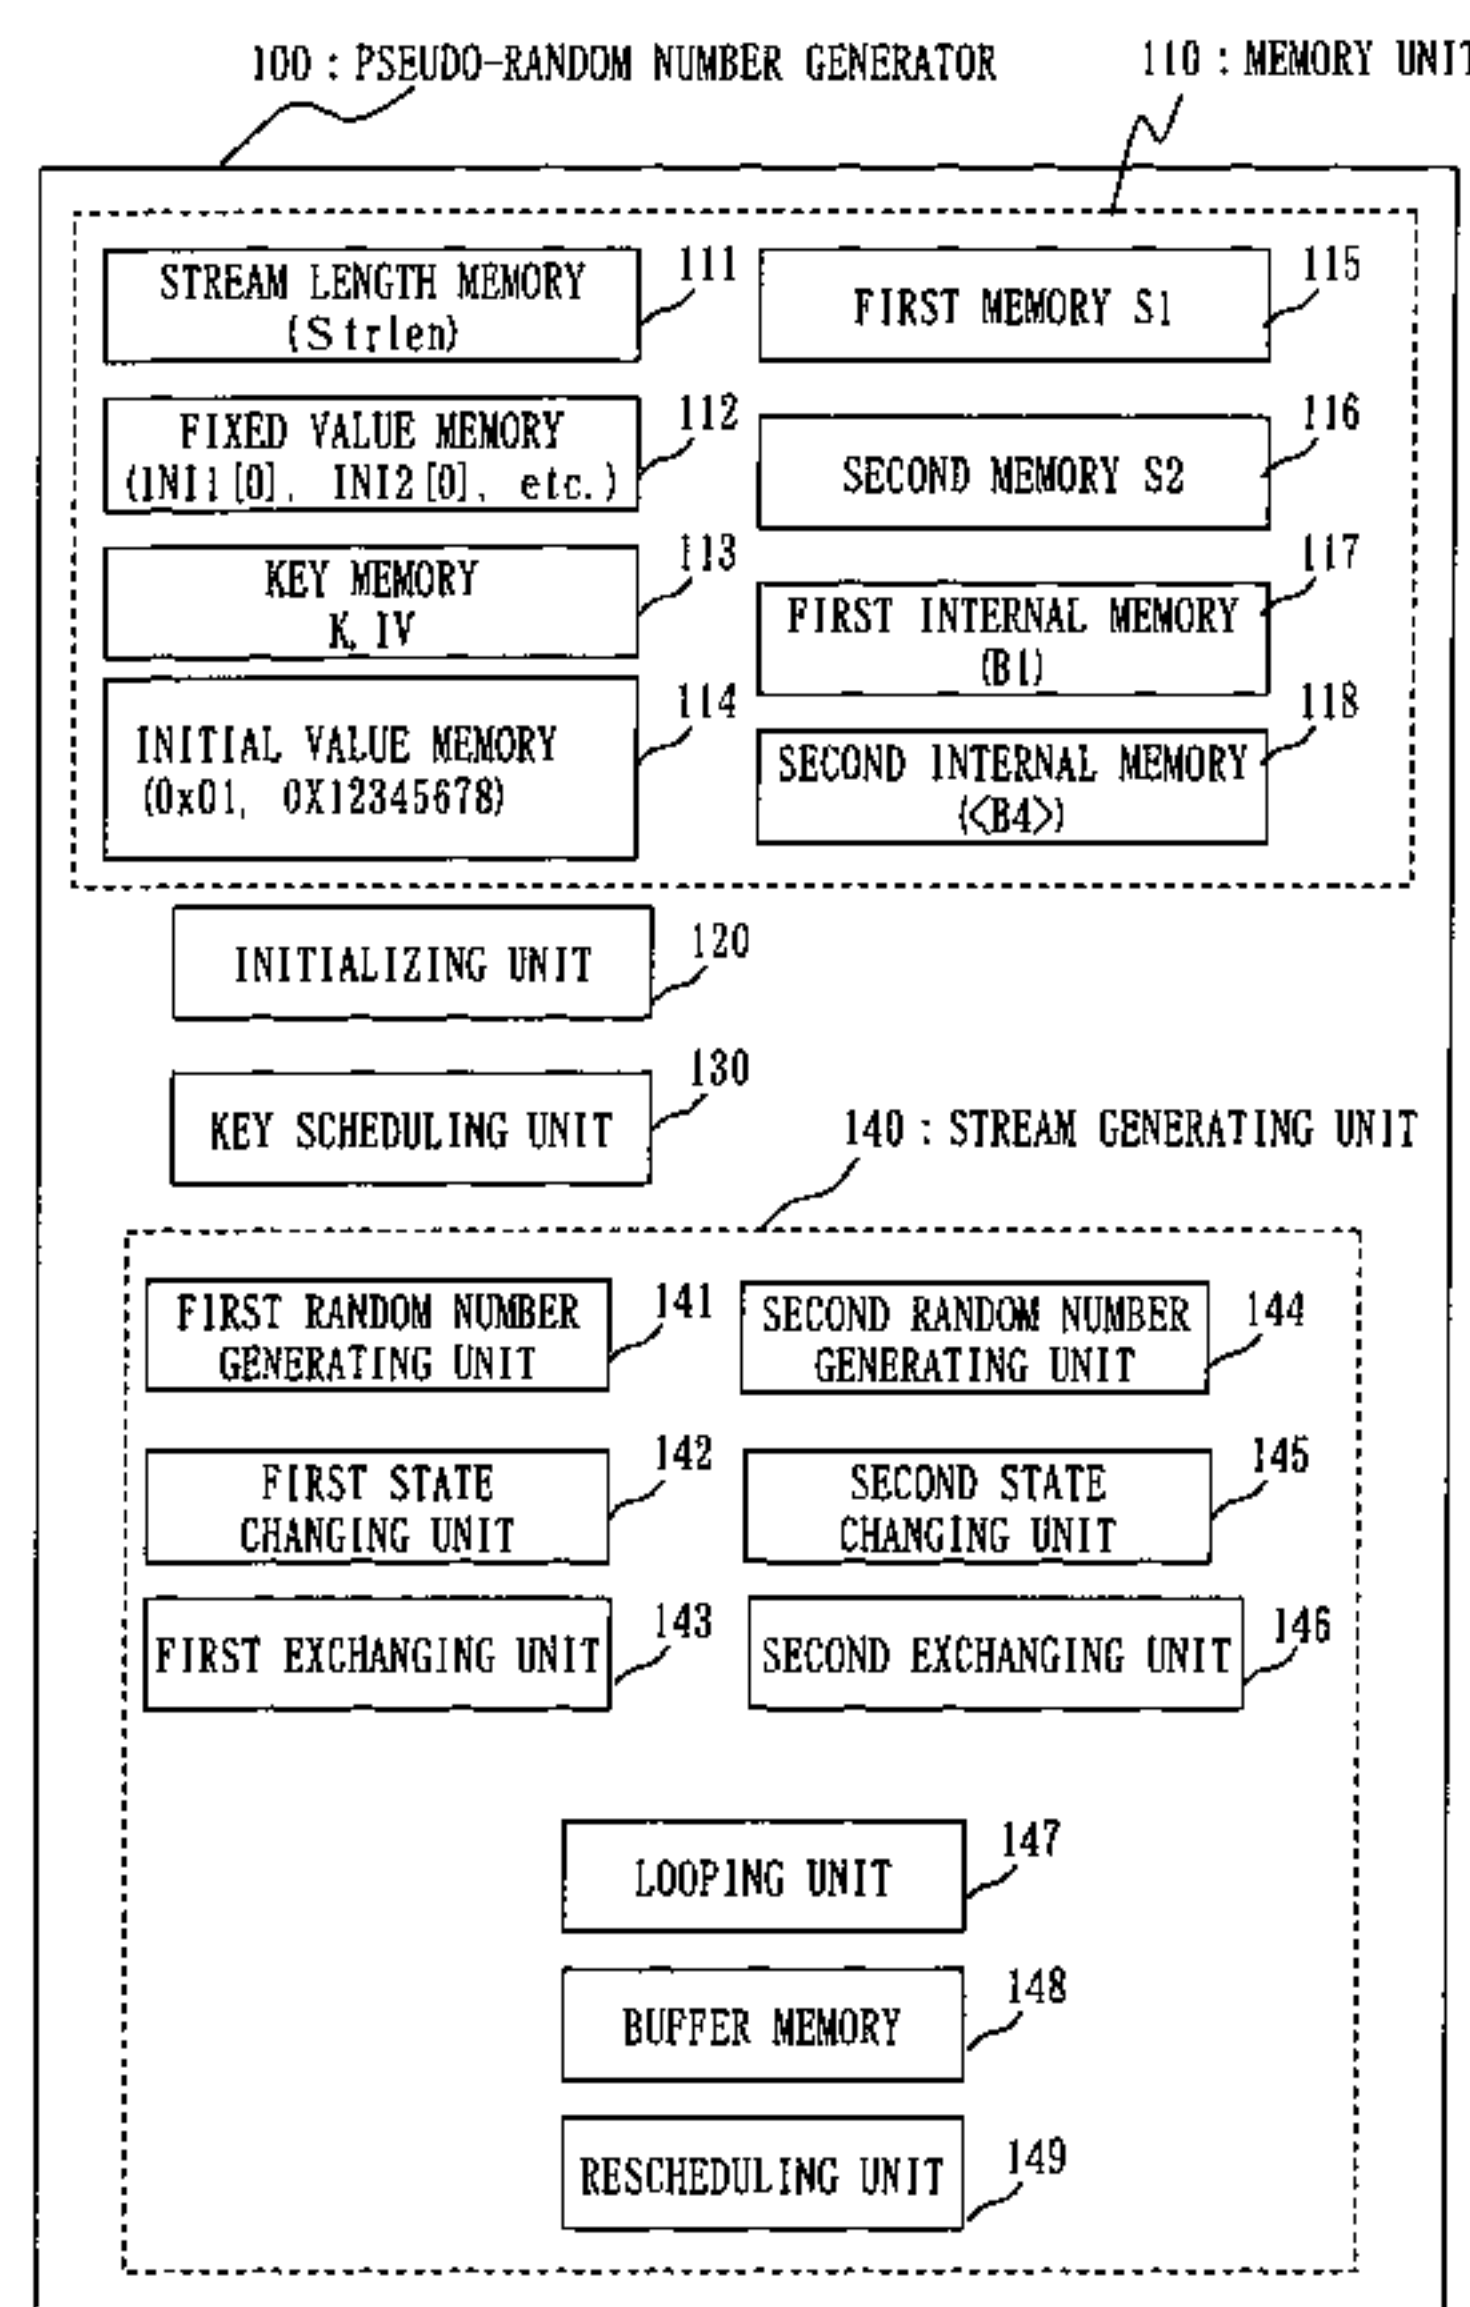 100 : PSEUDO-RANDOM NUMBER GENERATOR
110 : MEMORY UNIT
STREAM LENGTH MEMORY
(Strlen)
111
FIRST MEMORY S1
115
FIXED VALUE MEMORY
(INI1[0], INI2[0], etc.)
112
SECOND MEMORY S2
116
KEY MEMORY
K, IV
113
FIRST INTERNAL MEMORY
(B1)
117
INITIAL VALUE MEMORY
(0x01, 0X12345678)
114
SECOND INTERNAL MEMORY
(<B4>)
118
INITIALIZING UNIT
120
KEY SCHEDULING UNIT
130
140 : STREAM GENERATING UNIT
FIRST RANDOM NUMBER
GENERATING UNIT
141
SECOND RANDOM NUMBER
GENERATING UNIT
144
FIRST STATE
CHANGING UNIT
142
SECOND STATE
CHANGING UNIT
145
FIRST EXCHANGING UNIT
143
SECOND EXCHANGING UNIT
146
LOOPING UNIT
147
BUFFER MEMORY
148
RESCHEDULING UNIT
149